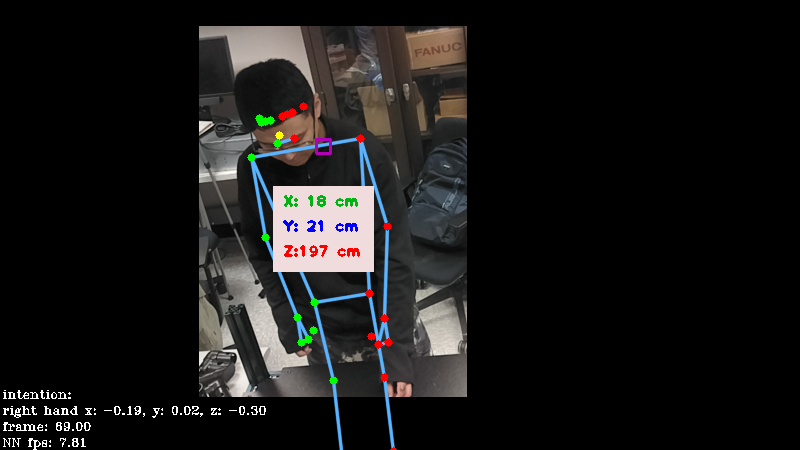 FANUC
X: 18 cm
Y: 21 cm
Z:197 cm
intention:
right hand x: −0.19, y: 0.02, z: −0.30
frame: 69.00
NN fps: 7.81